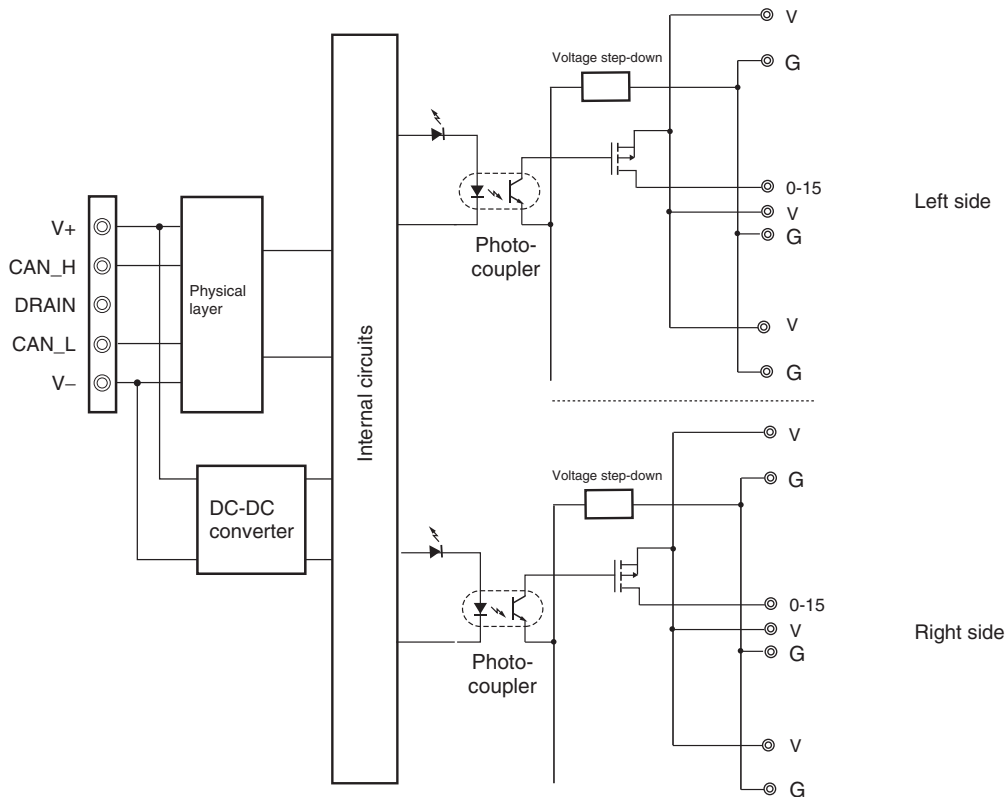 V+
CAN_H
DRAIN
CAN_L
V–
Physical
layer
DC-DC
converter
Internal circuits
Voltage step-down
Photo-
coupler
V
G
0-15
V
G
V
G
Left side
Voltage step-down
Photo-
coupler
V
G
0-15
V
G
V
G
Right side